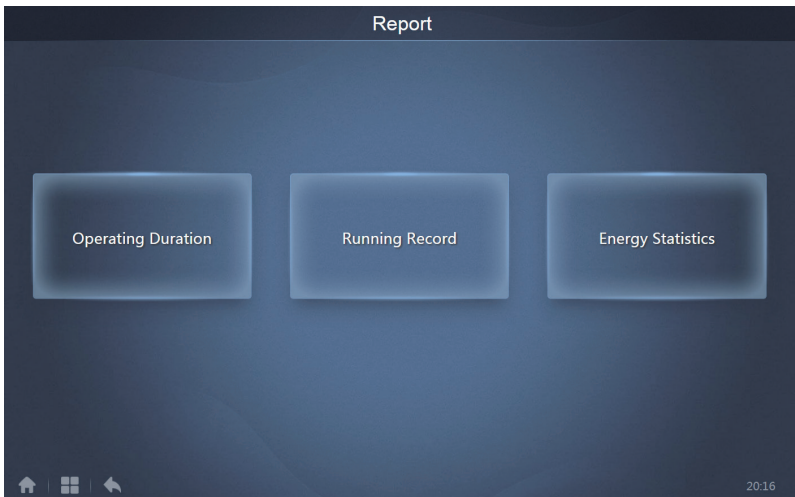 Report
Operating Duration
Running Record
Energy Statistics
20:16